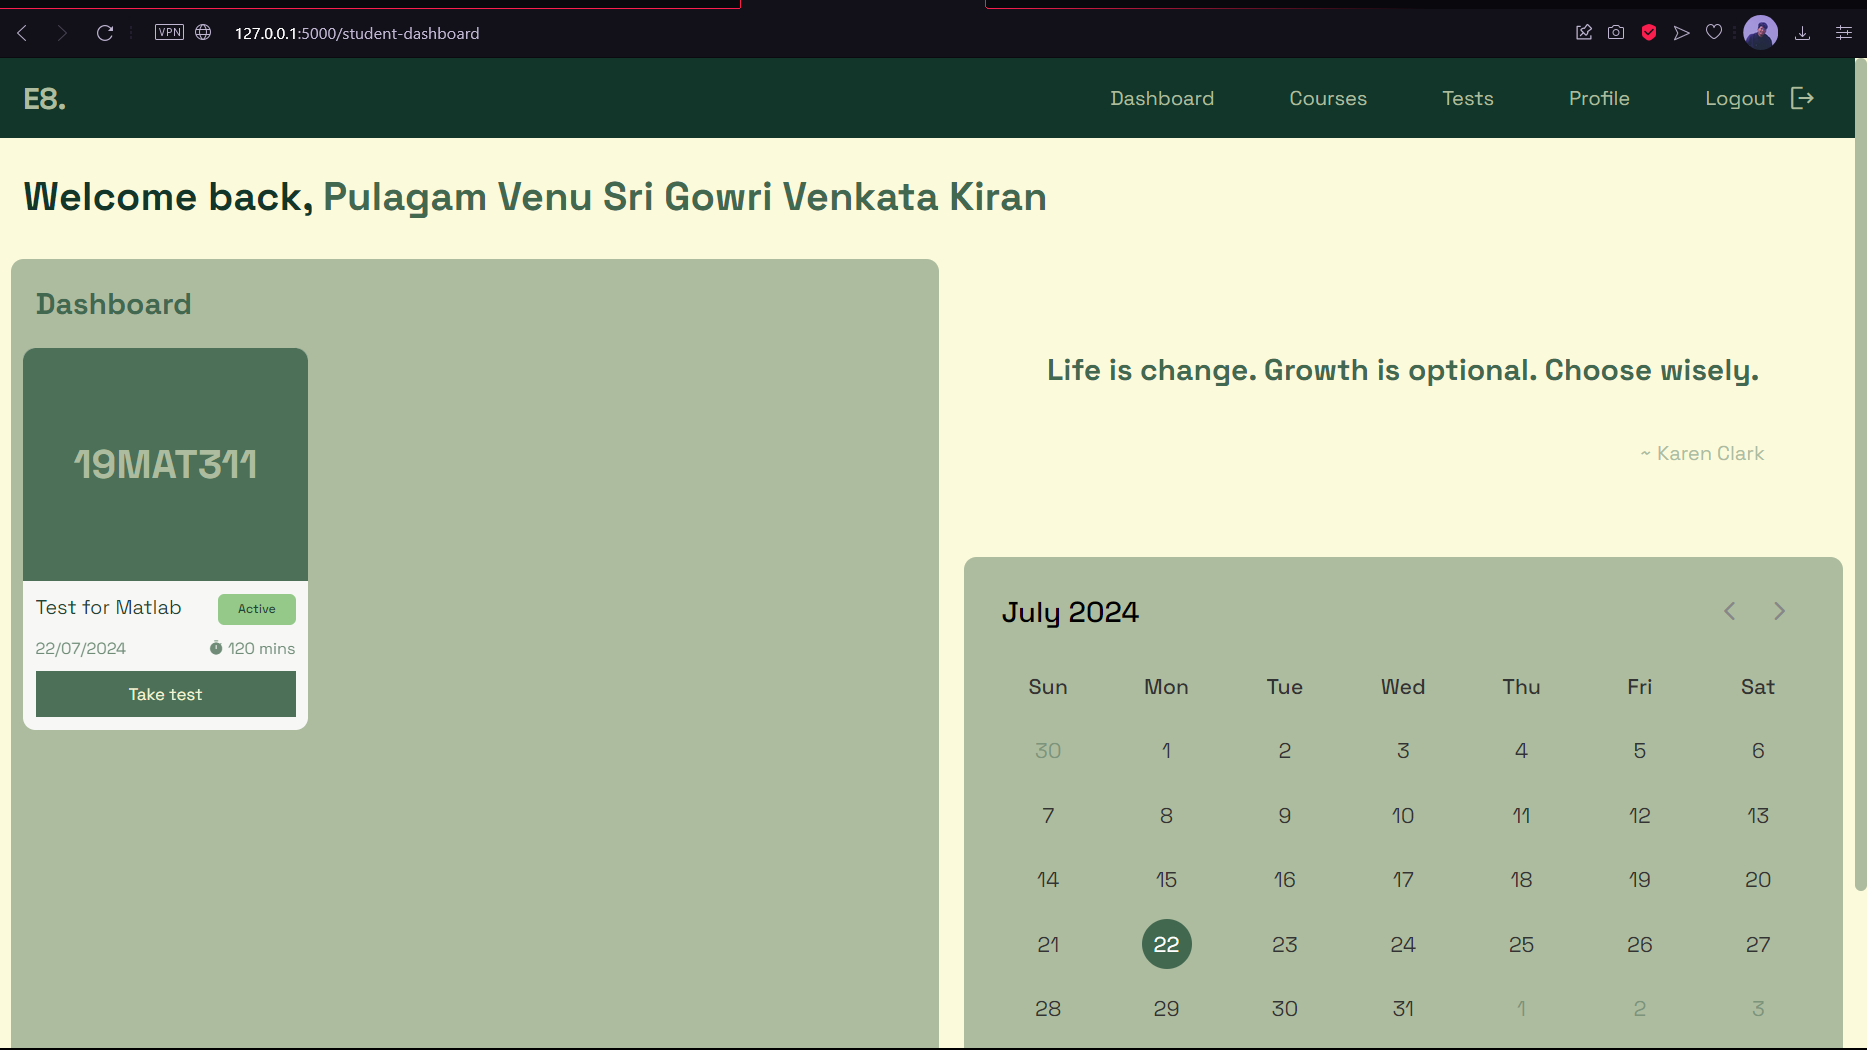 VPN 127.0.0.1:5000/student-dashboard
E8. Dashboard Courses Tests Profile Logout
Welcome back, Pulagam Venu Sri Gowri Venkata Kiran
Dashboard
19MAT311
Test for Matlab Active
22/07/2024 120 mins
Take test
Life is change. Growth is optional. Choose wisely.
~ Karen Clark
July 2024
Sun Mon Tue Wed Thu Fri Sat
30 1 2 3 4 5 6
7 8 9 10 11 12 13
14 15 16 17 18 19 20
21 22 23 24 25 26 27
28 29 30 31 1 2 3